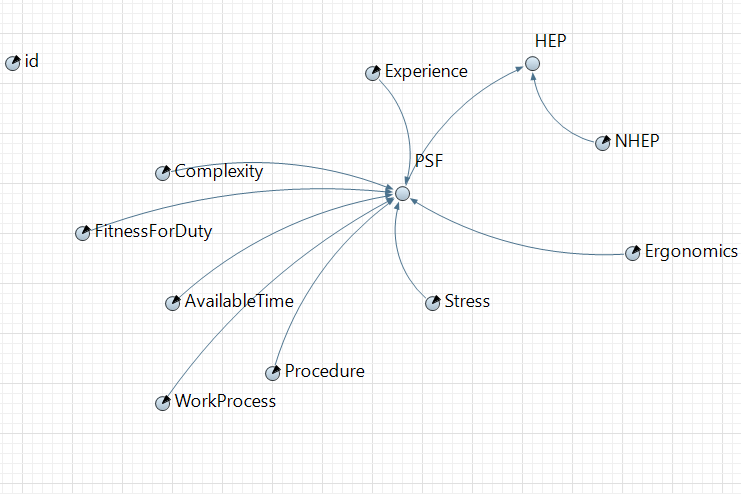 HEP
id
Experience
NHEP
PSF
Complexity
FitnessForDuty
Ergonomics
AvailableTime
Stress
Procedure
WorkProcess